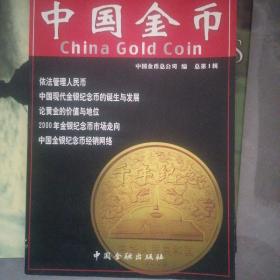 中国金币
China Gold Coin
中国金币总公司 编 总第1辑
依法管理人民币
中国现代金银纪念币的诞生与发展
论黄金的价值与地位
2000年金银纪念币市场走向
中国金银纪念币经销网络
千年纪念
中国金融出版社